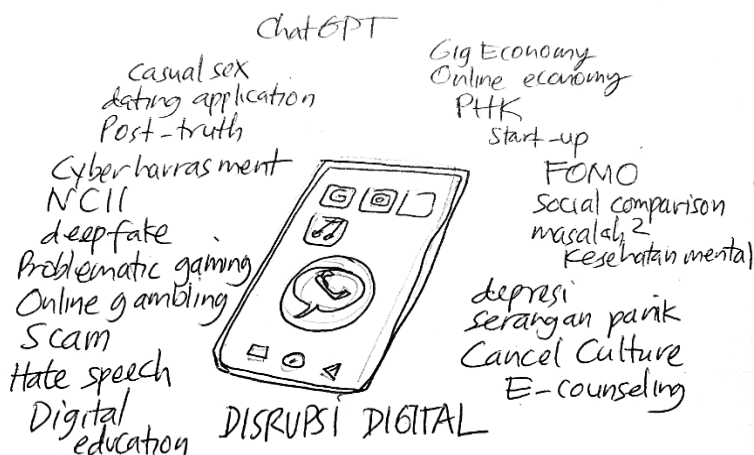 ChatGPT
casual sex
dating application
Post-truth
Cyberharrasment
NCII
deepfake
Problematic gaming
Online gambling
Scam
Hate speech
Digital
education
Gig Economy
Online economy
PHK
Start-up
FOMO
Social comparison
masalah2
Kesehatan mental
depresi
serangan panik
Cancel Culture
E-counseling
G
DISRUPSI DIGITAL